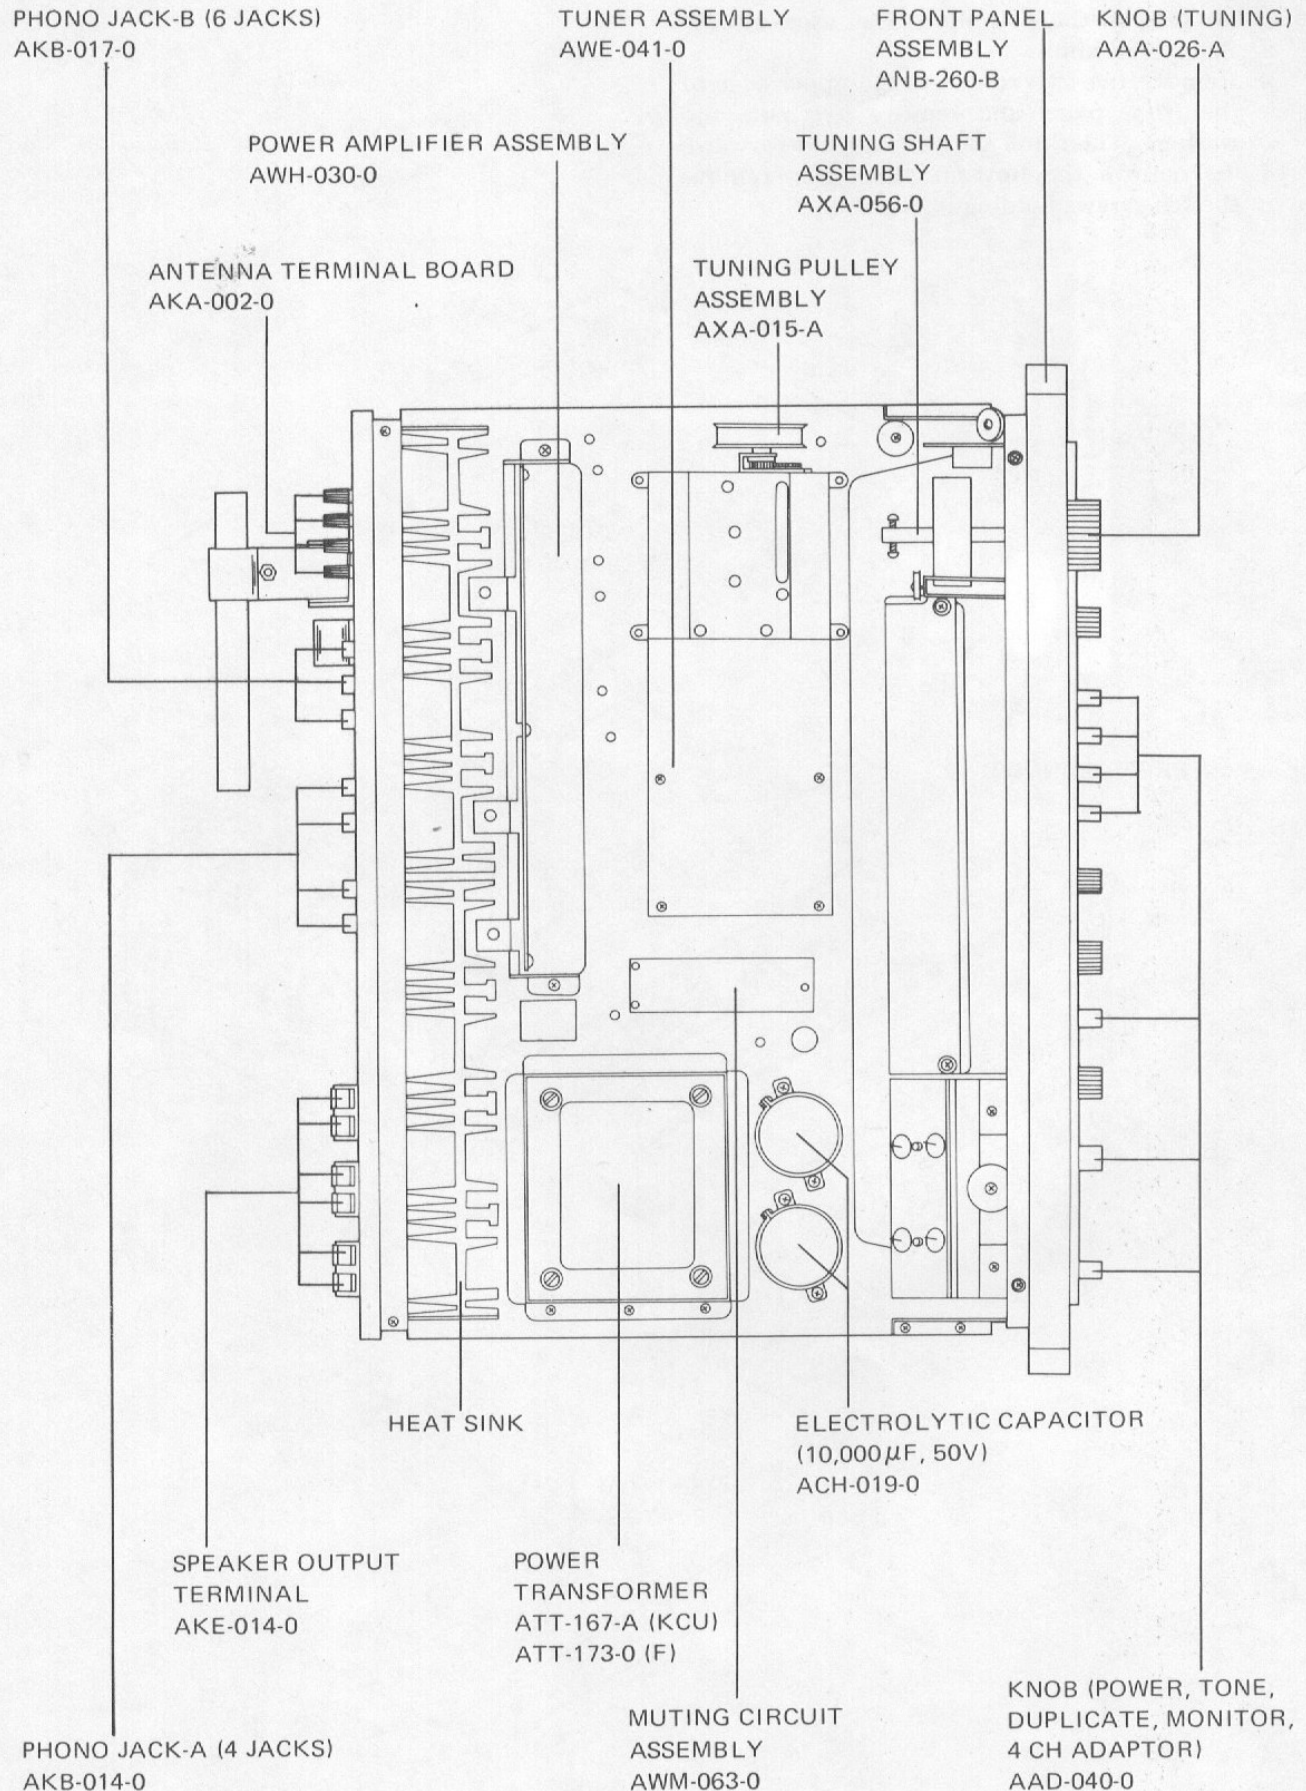 PHONO JACK-B (6 JACKS)
AKB-017-0
TUNER ASSEMBLY
AWE-041-0
FRONT PANEL
ASSEMBLY
ANB-260-B
KNOB (TUNING)
AAA-026-A
POWER AMPLIFIER ASSEMBLY
AWH-030-0
TUNING SHAFT
ASSEMBLY
AXA-056-0
ANTENNA TERMINAL BOARD
AKA-002-0
TUNING PULLEY
ASSEMBLY
AXA-015-A
HEAT SINK
ELECTROLYTIC CAPACITOR
(10,000μF, 50V)
ACH-019-0
SPEAKER OUTPUT
TERMINAL
AKE-014-0
POWER
TRANSFORMER
ATT-167-A (KCU)
ATT-173-0 (F)
PHONO JACK-A (4 JACKS)
AKB-014-0
MUTING CIRCUIT
ASSEMBLY
AWM-063-0
KNOB (POWER, TONE,
DUPLICATE, MONITOR,
4 CH ADAPTOR)
AAD-040-0